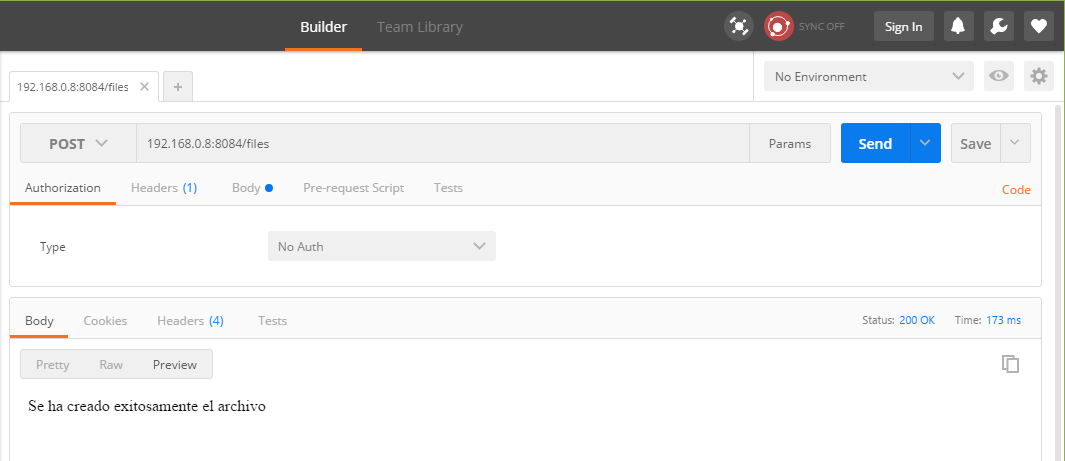 Builder Team Library SYNC OFF Sign In
192.168.0.8:8084/files No Environment
POST 192.168.0.8:8084/files Params Send Save
Authorization Headers (1) Body Pre-request Script Tests Code
Type No Auth
Body Cookies Headers (4) Tests Status: 200 OK Time: 173 ms
Pretty Raw Preview
Se ha creado exitosamente el archivo